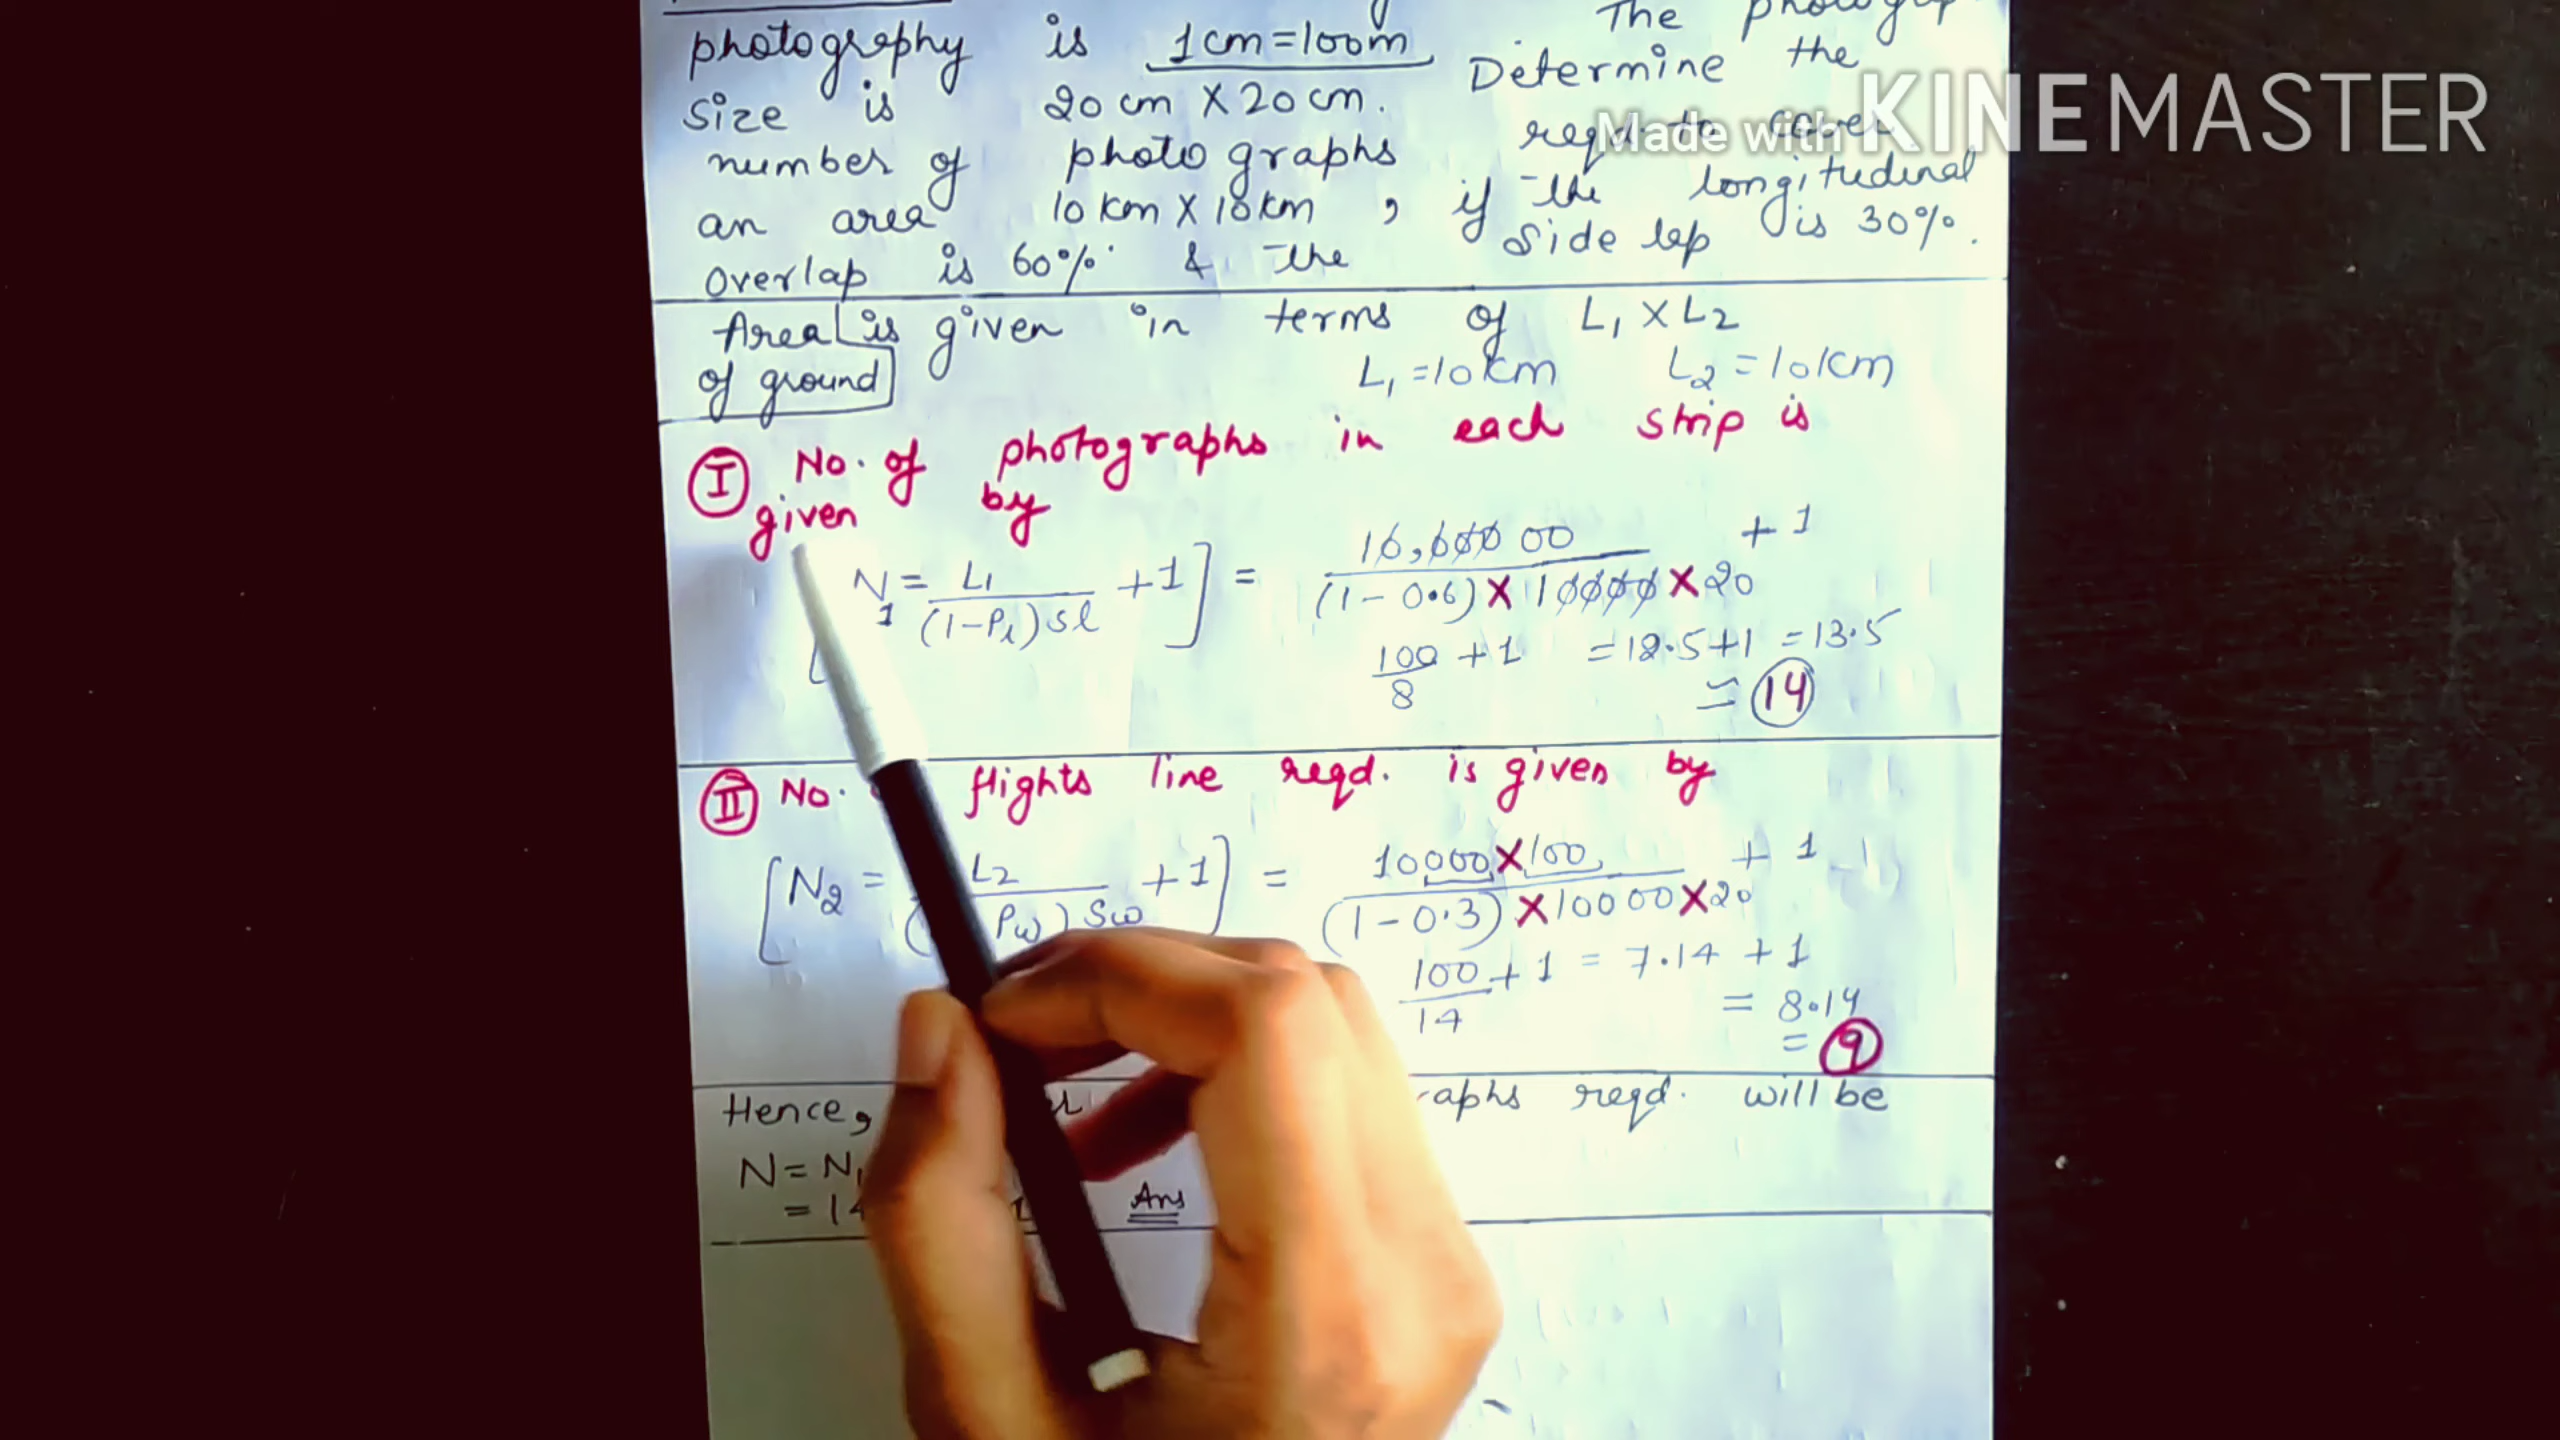 photography is 1cm=100m The
size is 20 cm X 20 cm. Determine the
number of photo graphs reqd. to cover
an area 10 km X 10 km , if the longitudinal
overlap is 60% & the side lap is 30%.
Made with KINEMASTER
Area is given in terms of L1 X L2
of ground L1 = 10 km L2 = 10 km
I No. of photographs in each strip is
given by
N1 = L1 / (1-Pl) sl + 1 ] = 10,000 00 / (1 - 0.6) X 10000 X 20 + 1
100/8 + 1 = 12.5+1 = 13.5
≃ 14
II No. flights line reqd. is given by
[ N2 = L2 / ( Pw) Sw + 1 ] = 10000 X 100 / (1 - 0.3) X 10000 X 20 + 1
100/14 + 1 = 7.14 + 1
= 8.14
= 9
Hence, reqd. will be
N = N1
= 14 Ans